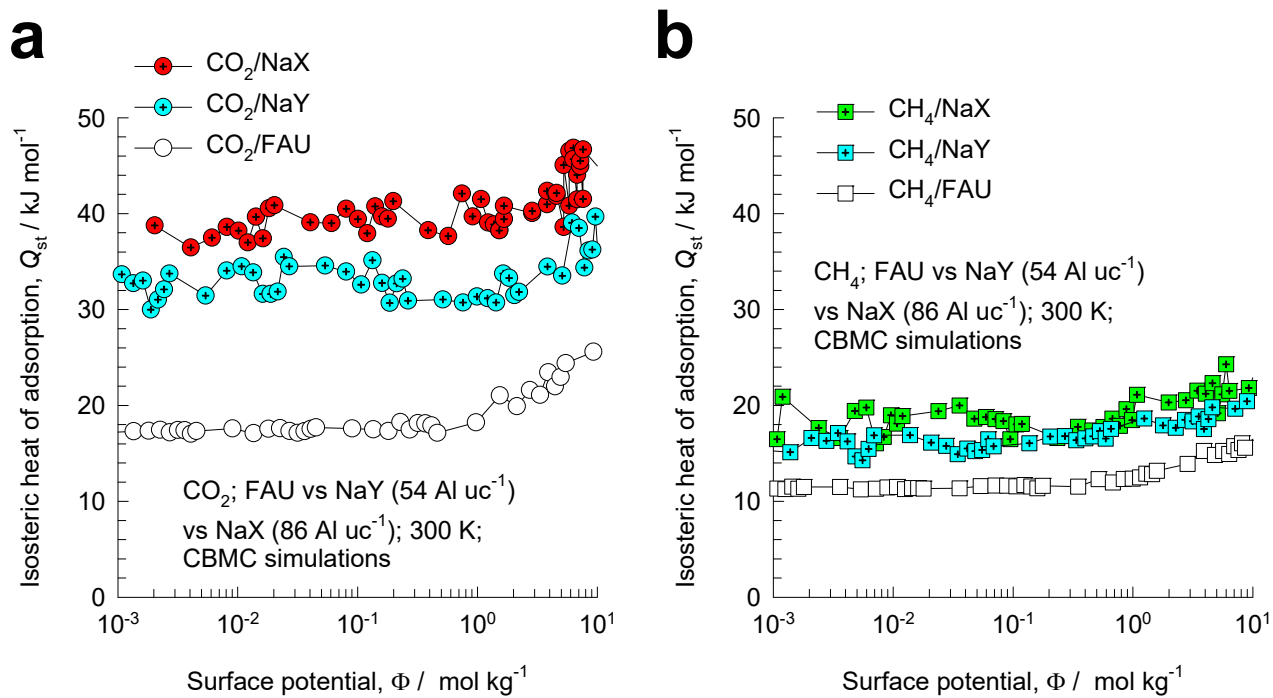 a
CO₂/NaX
CO₂/NaY
CO₂/FAU
Isosteric heat of adsorption, Qst / kJ mol⁻¹
50
40
30
20
10
0
CO₂; FAU vs NaY (54 Al uc⁻¹)
vs NaX (86 Al uc⁻¹); 300 K;
CBMC simulations
10⁻³ 10⁻² 10⁻¹ 10⁰ 10¹
Surface potential, Φ / mol kg⁻¹
b
CH₄/NaX
CH₄/NaY
CH₄/FAU
Isosteric heat of adsorption, Qst / kJ mol⁻¹
50
40
30
20
10
0
CH₄; FAU vs NaY (54 Al uc⁻¹)
vs NaX (86 Al uc⁻¹); 300 K;
CBMC simulations
10⁻³ 10⁻² 10⁻¹ 10⁰ 10¹
Surface potential, Φ / mol kg⁻¹